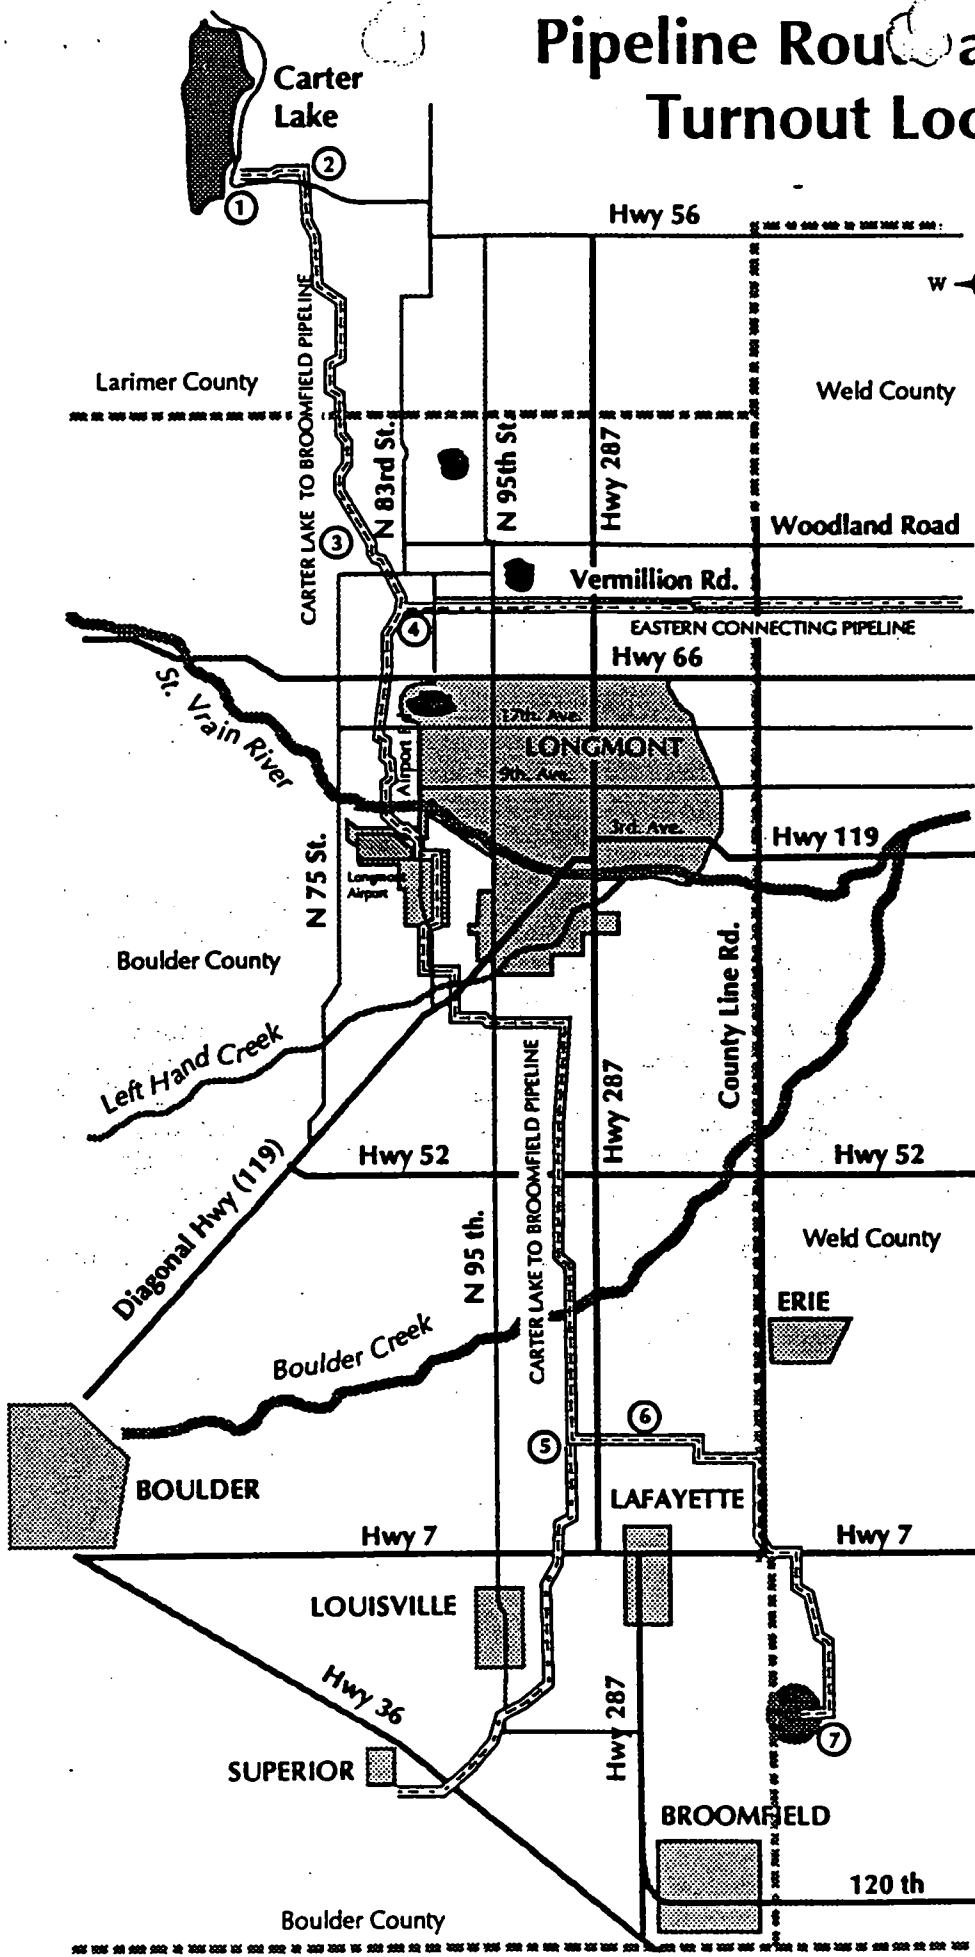 Pipeline Rout
Turnout Loc
Carter
Lake
2
1
Hwy 56
W
CARTER LAKE TO BROOMFIELD PIPELINE
Larimer County
Weld County
N 83rd St.
N 95th St.
Hwy 287
Woodland Road
3
Vermillion Rd.
4
EASTERN CONNECTING PIPELINE
Hwy 66
St. Vrain River
17th. Ave.
Airport
LONGMONT
9th. Ave.
3rd. Ave.
Hwy 119
N 75 St.
Longmont
Airport
Boulder County
County Line Rd.
Left Hand Creek
CARTER LAKE TO BROOMFIELD PIPELINE
Hwy 287
Hwy 52
Hwy 52
Diagonal Hwy (119)
N 95 th.
Weld County
ERIE
Boulder Creek
6
5
BOULDER
LAFAYETTE
Hwy 7
Hwy 7
LOUISVILLE
Hwy 36
Hwy 287
7
SUPERIOR
BROOMFIELD
120 th
Boulder County